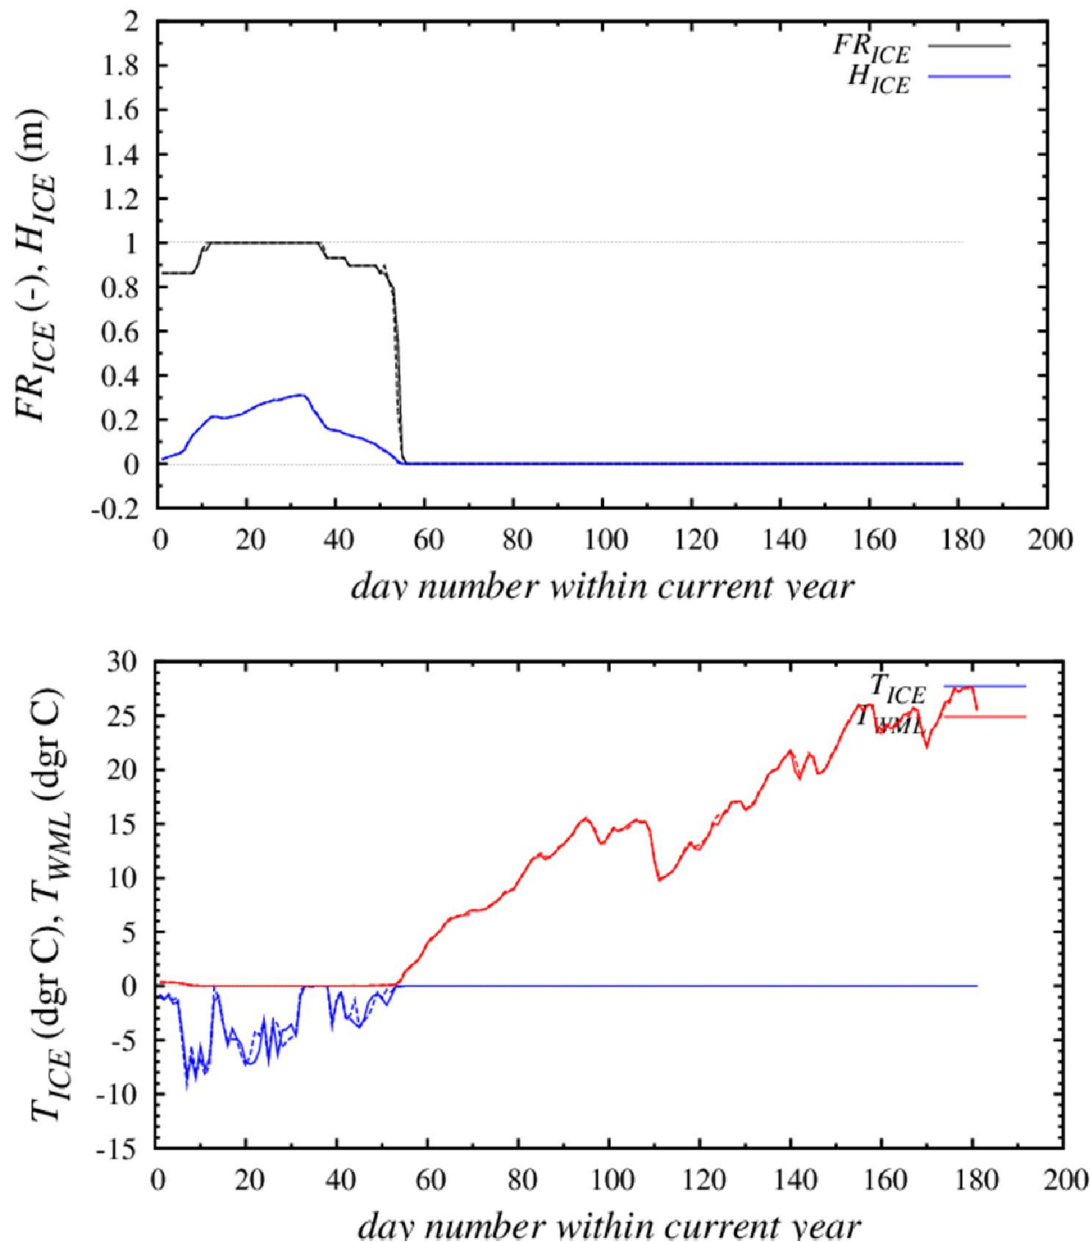 FR_ICE (-), H_ICE (m)
2
1.8
1.6
1.4
1.2
1
0.8
0.6
0.4
0.2
0
-0.2
FR_ICE
H_ICE
0 20 40 60 80 100 120 140 160 180 200
day number within current year
T_ICE (dgr C), T_WML (dgr C)
30
25
20
15
10
5
0
-5
-10
-15
T_ICE
T_WML
0 20 40 60 80 100 120 140 160 180 200
day number within current year